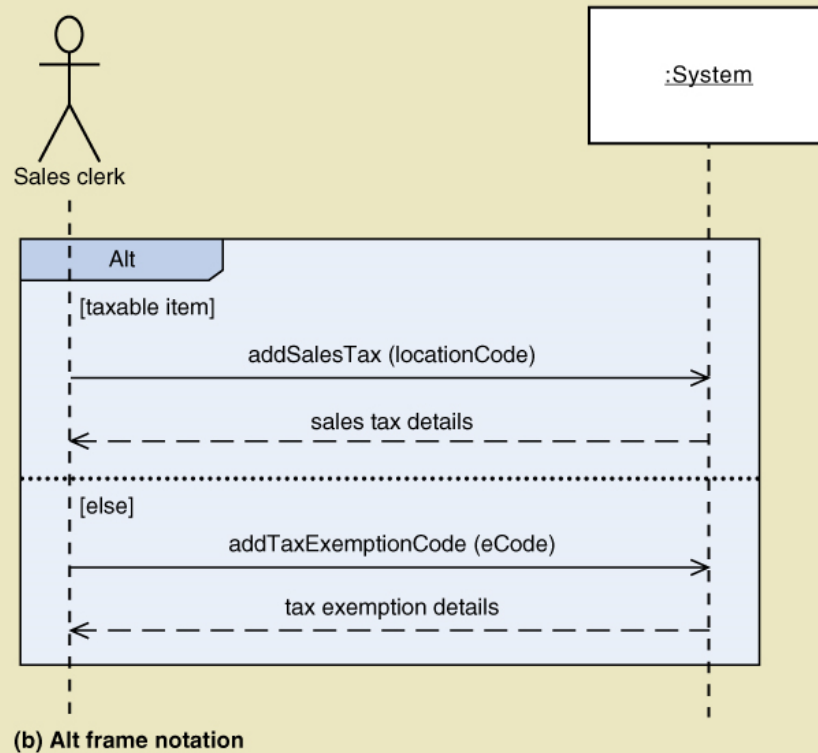 :System
Sales clerk
Alt
[taxable item]
addSalesTax (locationCode)
sales tax details
[else]
addTaxExemptionCode (eCode)
tax exemption details
(b) Alt frame notation